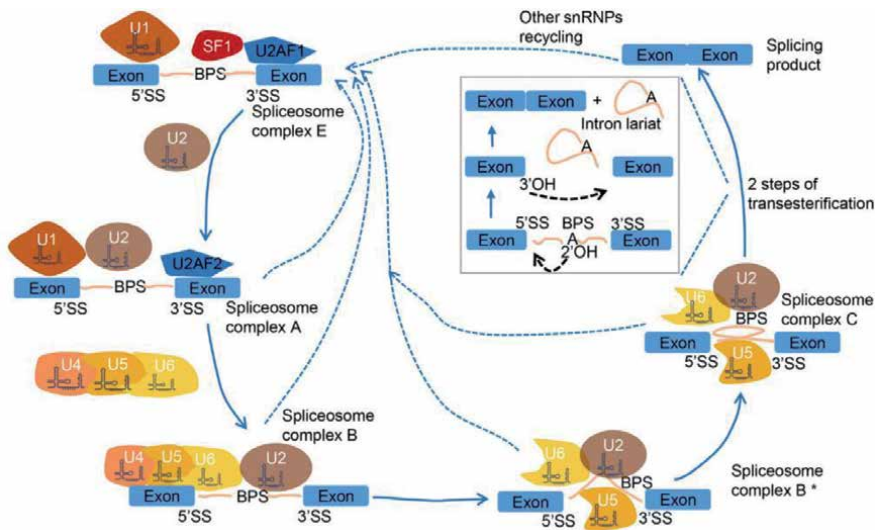 U1
SF1
U2AF1
Exon
BPS
Exon
5'SS
3'SS
Spliceosome
complex E
U2
U1
U2
U2AF2
Exon
BPS
Exon
5'SS
3'SS
Spliceosome
complex A
U4
U5
U6
Spliceosome
complex B
U4
U5
U6
U2
Exon
BPS
Exon
5'SS
3'SS
U6
U2
BPS
Exon
U5
Exon
5'SS
3'SS
Spliceosome
complex B *
U6
U2
BPS
Spliceosome
complex C
Exon
U5
Exon
5'SS
3'SS
2 steps of
transesterification
Exon
Exon
Splicing
product
Other snRNPs
recycling
Exon
Exon
+
A
Intron lariat
Exon
A
Exon
3'OH
5'SS
BPS
3'SS
Exon
A
Exon
2'OH